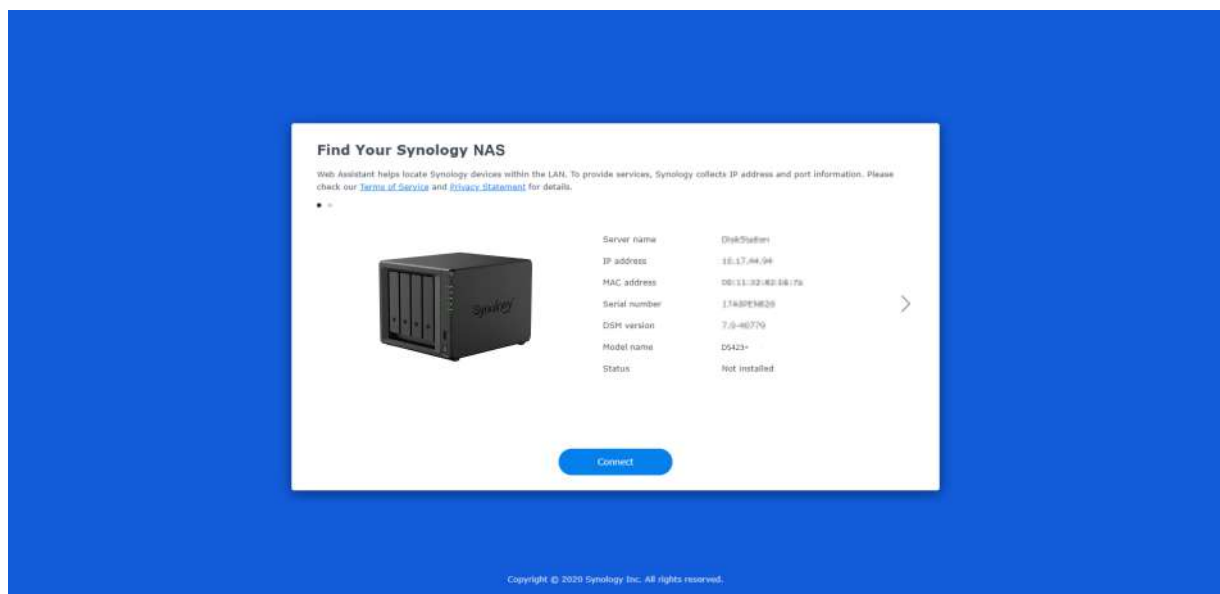 Find Your Synology NAS
Web Assistant helps locate Synology devices within the LAN. To provide services, Synology collects IP address and port information. Please
check our Terms of Service and Privacy Statement for details.
Server name DiskStation
IP address
MAC address
Serial number
DSM version
Model name DS423+
Status Not installed
Synology
Connect
Copyright © 2020 Synology Inc. All rights reserved.